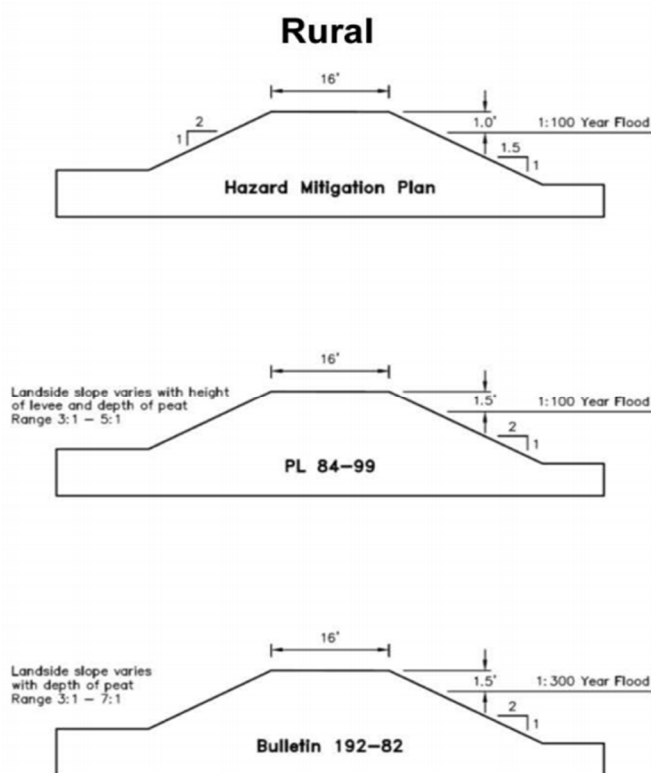 Rural
16'
2
1
1.0'
1:100 Year Flood
1.5
1
Hazard Mitigation Plan
16'
Landside slope varies with height
of levee and depth of peat
Range 3:1 – 5:1
1.5'
1:100 Year Flood
2
1
PL 84–99
16'
Landside slope varies
with depth of peat
Range 3:1 – 7:1
1.5'
1:300 Year Flood
2
1
Bulletin 192–82